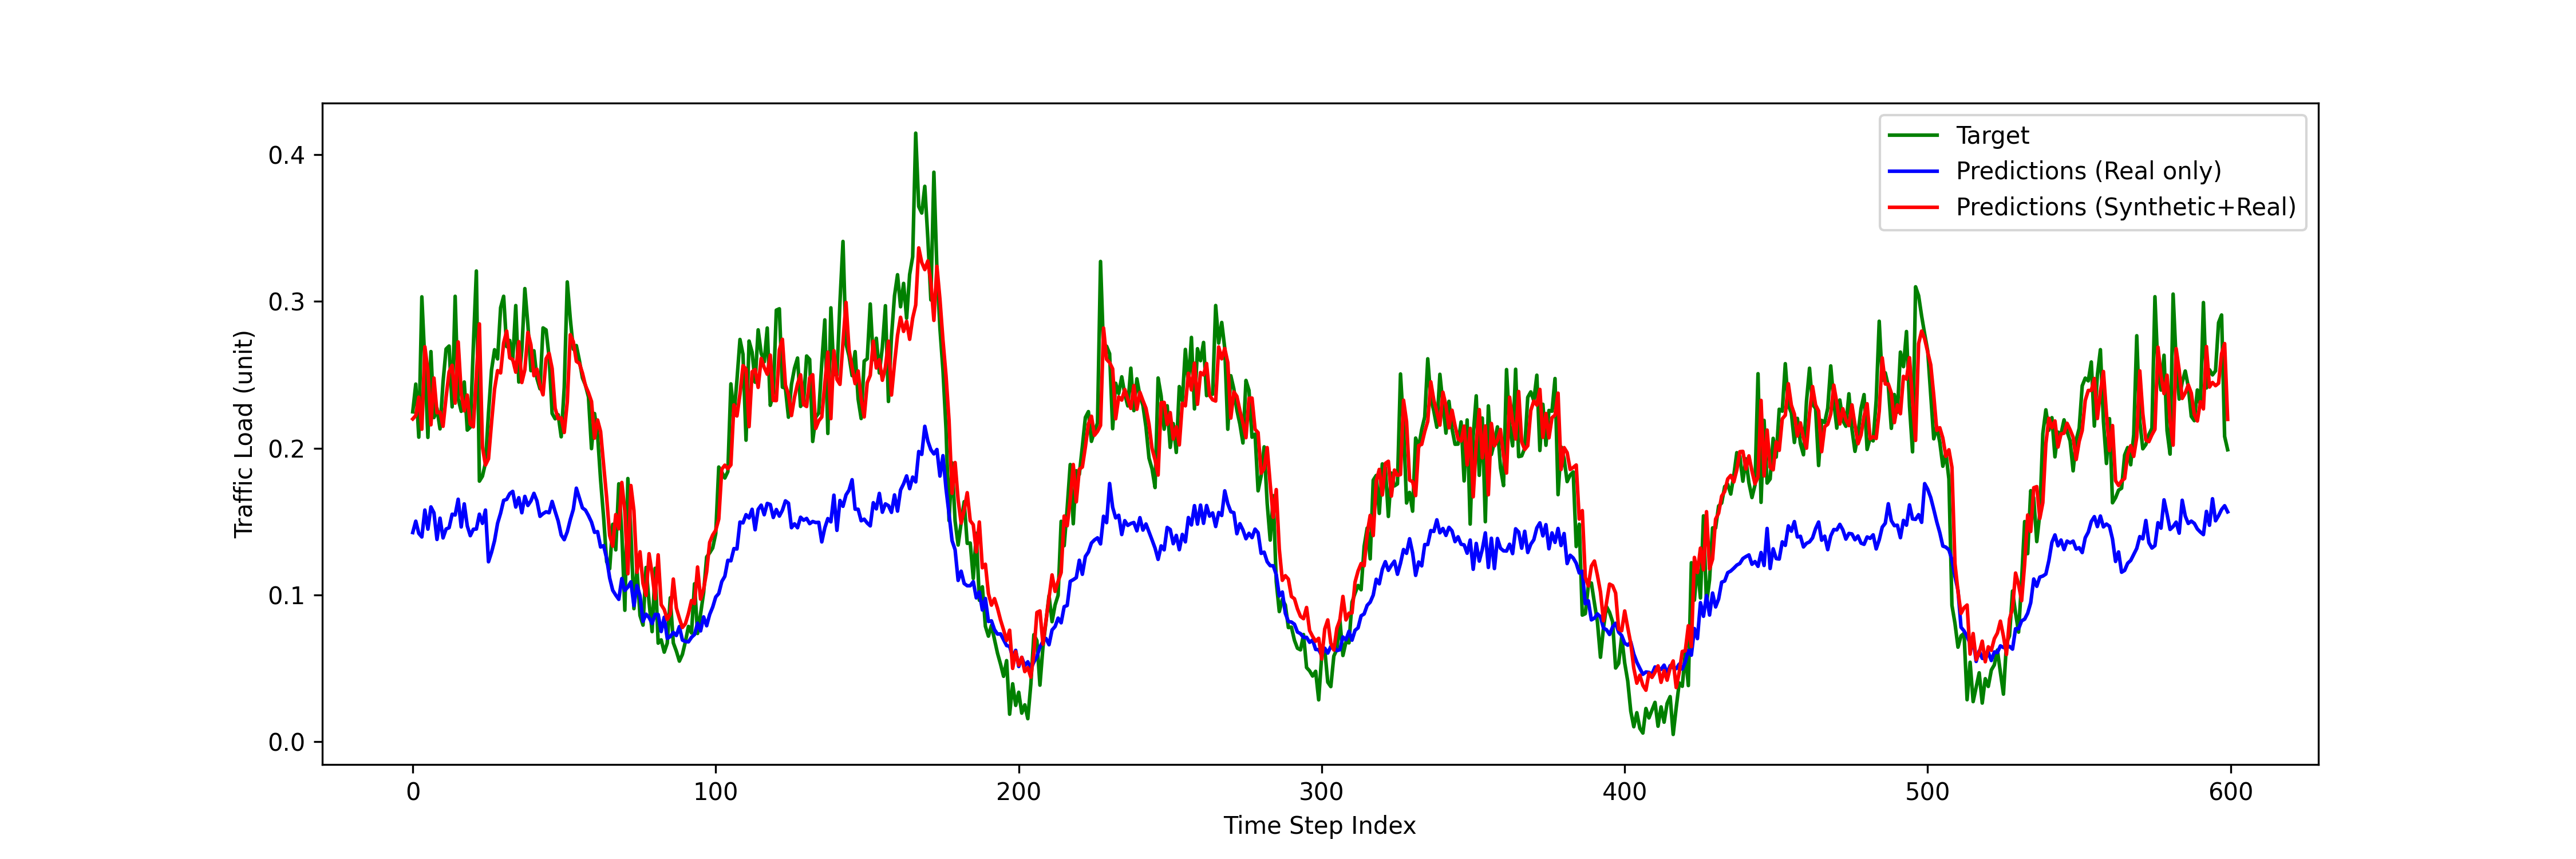 Target
Predictions (Real only)
Predictions (Synthetic+Real)
Traffic Load (unit)
0.4
0.3
0.2
0.1
0.0
0 100 200 300 400 500 600
Time Step Index